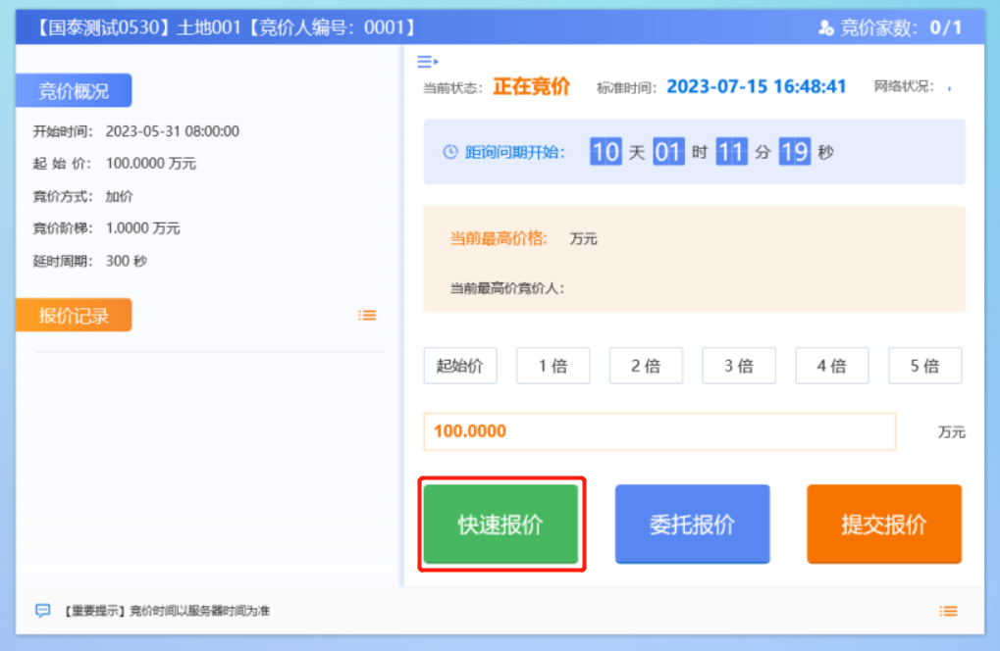 【国泰测试0530】土地001【竞价人编号：0001】 竞价家数：0/1
竞价概况
开始时间：2023-05-31 08:00:00
起 始 价：100.0000 万元
竞价方式：加价
竞价阶梯：1.0000 万元
延时周期：300 秒
报价记录
当前状态：正在竞价 标准时间：2023-07-15 16:48:41 网络状况：
距询问期开始：10 天 01 时 11 分 19 秒
当前最高价格: 万元
当前最高价竞价人：
起始价 1 倍 2 倍 3 倍 4 倍 5 倍
100.0000 万元
快速报价 委托报价 提交报价
【重要提示】竞价时间以服务器时间为准